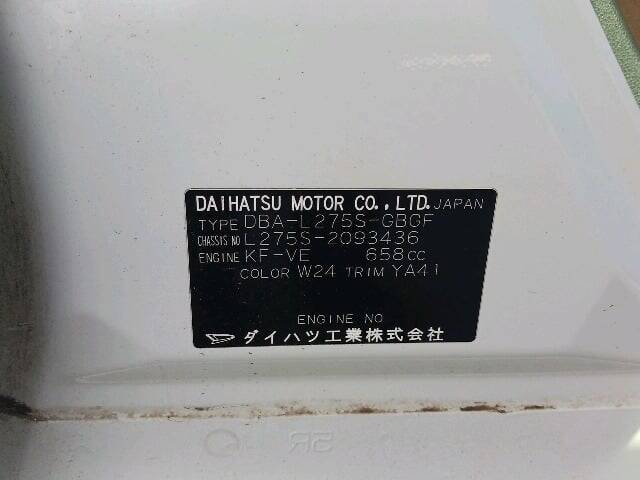 DAIHATSU MOTOR CO.,LTD. JAPAN
TYPE DBA-L275S-GBGF
CHASSIS NO L275S-2093436
ENGINE KF-VE 658cc
COLOR W24 TRIM YA41
ENGINE NO
ダイハツ工業株式会社